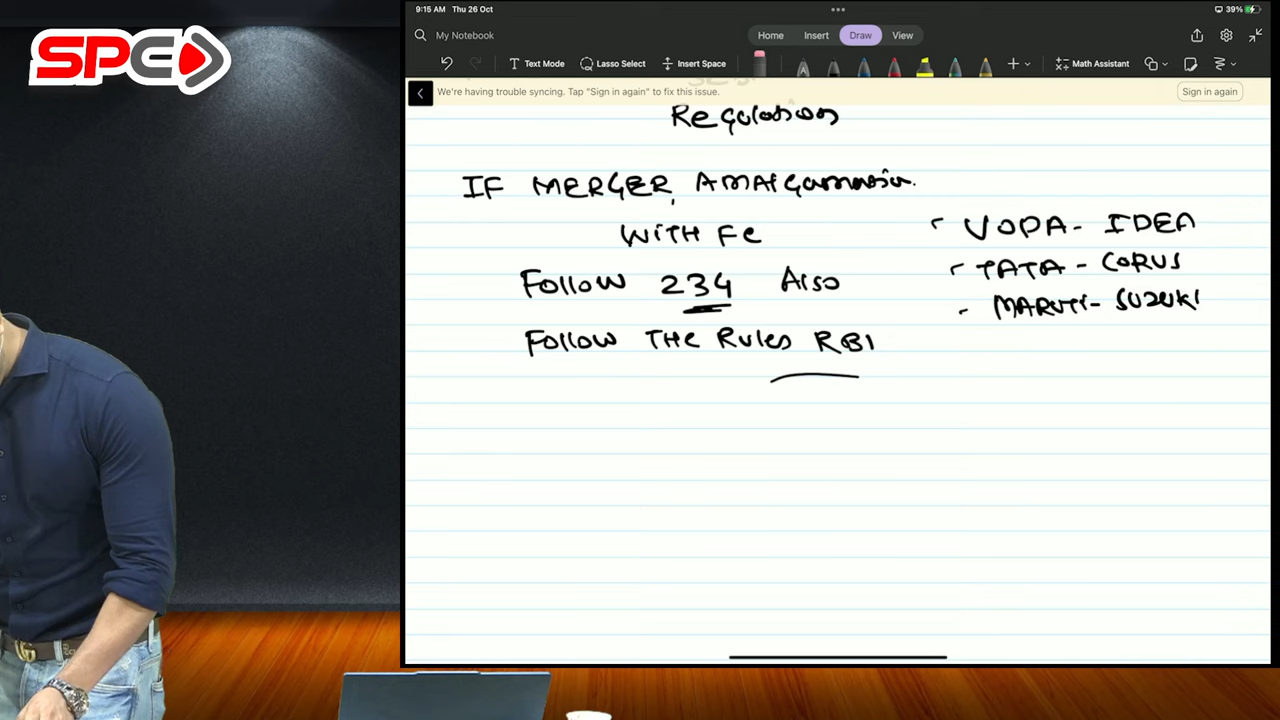 SPED
9:15 AM Thu 26 Oct
39%
My Notebook
Home Insert Draw View
Text Mode Lasso Select Insert Space Math Assistant
We're having trouble syncing. Tap "Sign in again" to fix this issue.
Sign in again
Regulations
IF MERGER, AMAlgamation.
WITH FC
Follow 234 Also
Follow THE Rules RBI
VODA- IDEA
TATA - CORUS
MARUTI- SUZUKI